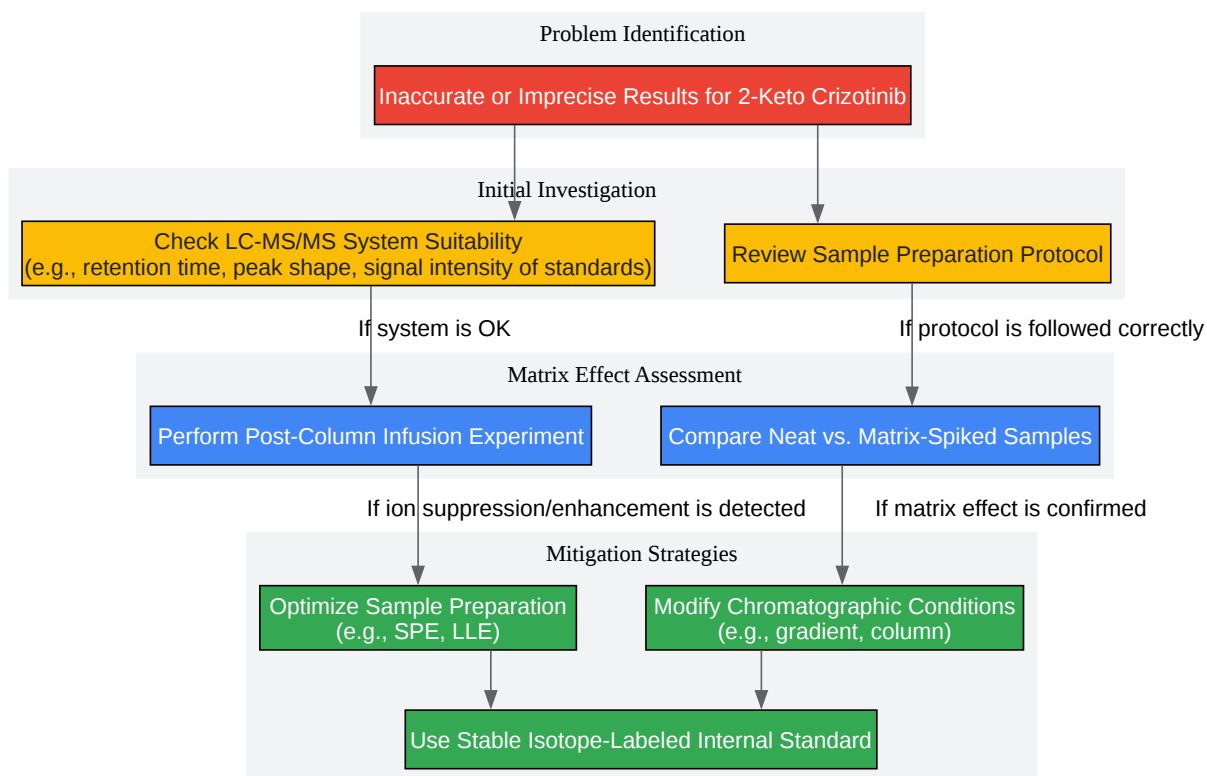 Problem Identification
Inaccurate or Imprecise Results for 2-Keto Crizotinib
Initial Investigation
Check LC-MS/MS System Suitability
(e.g., retention time, peak shape, signal intensity of standards)
Review Sample Preparation Protocol
If system is OK
If protocol is followed correctly
Matrix Effect Assessment
Perform Post-Column Infusion Experiment
Compare Neat vs. Matrix-Spiked Samples
If ion suppression/enhancement is detected
If matrix effect is confirmed
Mitigation Strategies
Optimize Sample Preparation
(e.g., SPE, LLE)
Modify Chromatographic Conditions
(e.g., gradient, column)
Use Stable Isotope-Labeled Internal Standard